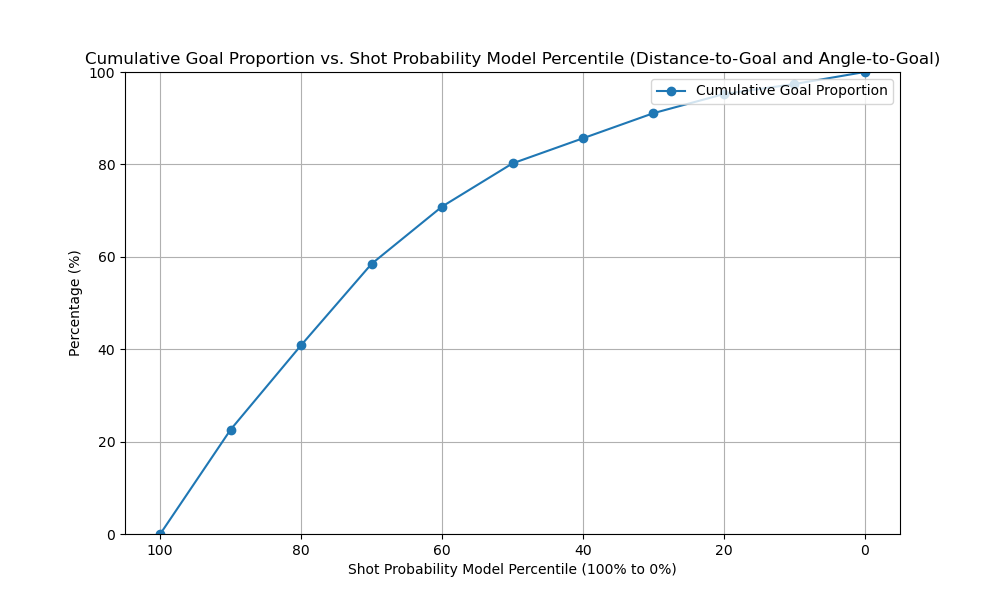 Cumulative Goal Proportion vs. Shot Probability Model Percentile (Distance-to-Goal and Angle-to-Goal)
100
80
60
40
20
0
Percentage (%)
Cumulative Goal Proportion
100 80 60 40 20 0
Shot Probability Model Percentile (100% to 0%)